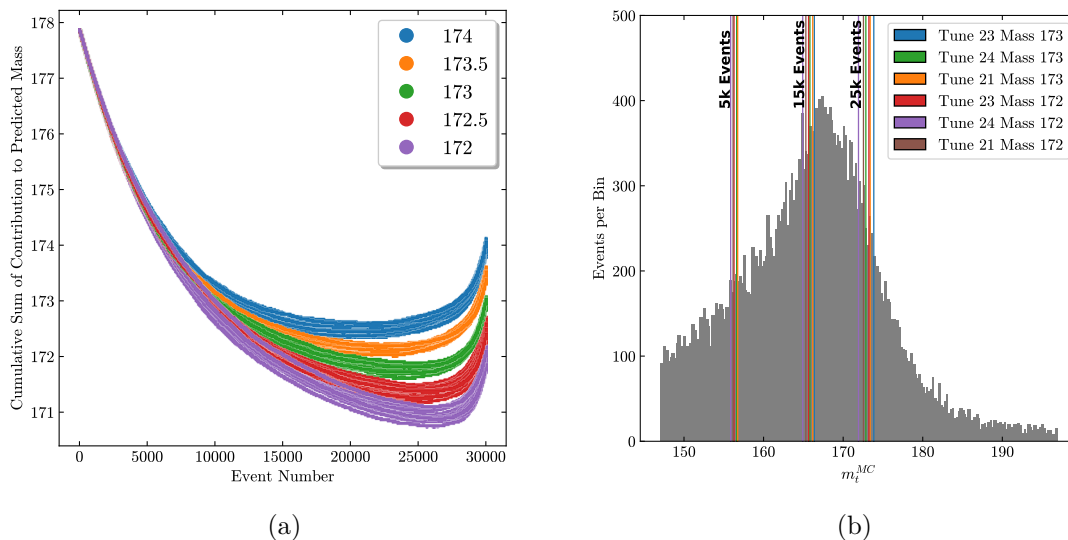 178
177
176
175
174
173
172
171
Cumulative Sum of Contribution to Predicted Mass
174
173.5
173
172.5
172
0
5000
10000
15000
20000
25000
30000
Event Number
(a)
500
400
300
200
100
0
Events per Bin
5k Events
15k Events
25k Events
Tune 23 Mass 173
Tune 24 Mass 173
Tune 21 Mass 173
Tune 23 Mass 172
Tune 24 Mass 172
Tune 21 Mass 172
150
160
170
180
190
m_t^{MC}
(b)